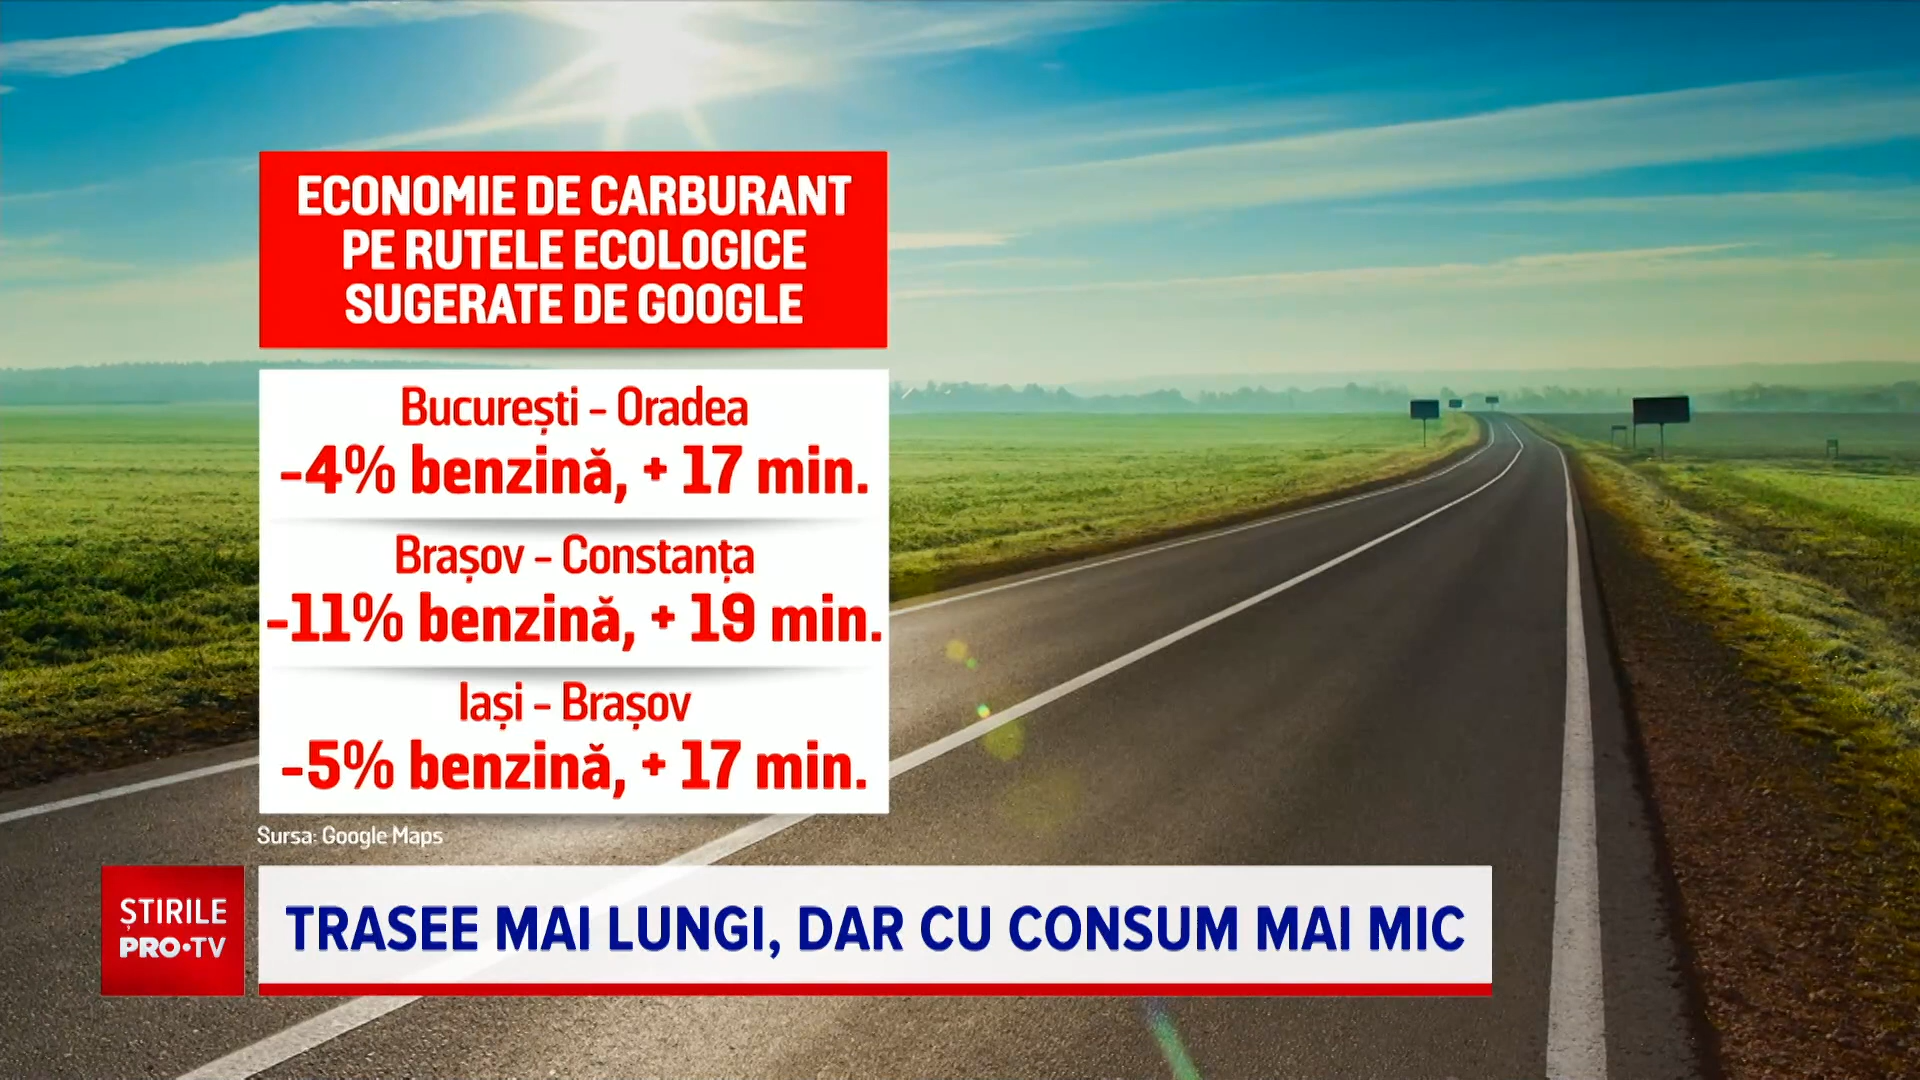 ECONOMIE DE CARBURANT
PE RUTELE ECOLOGICE
SUGERATE DE GOOGLE
București - Oradea
-4% benzină, + 17 min.
Brașov - Constanța
-11% benzină, + 19 min.
Iași - Brașov
-5% benzină, + 17 min.
Sursa: Google Maps
ȘTIRILE
PRO•TV
TRASEE MAI LUNGI, DAR CU CONSUM MAI MIC